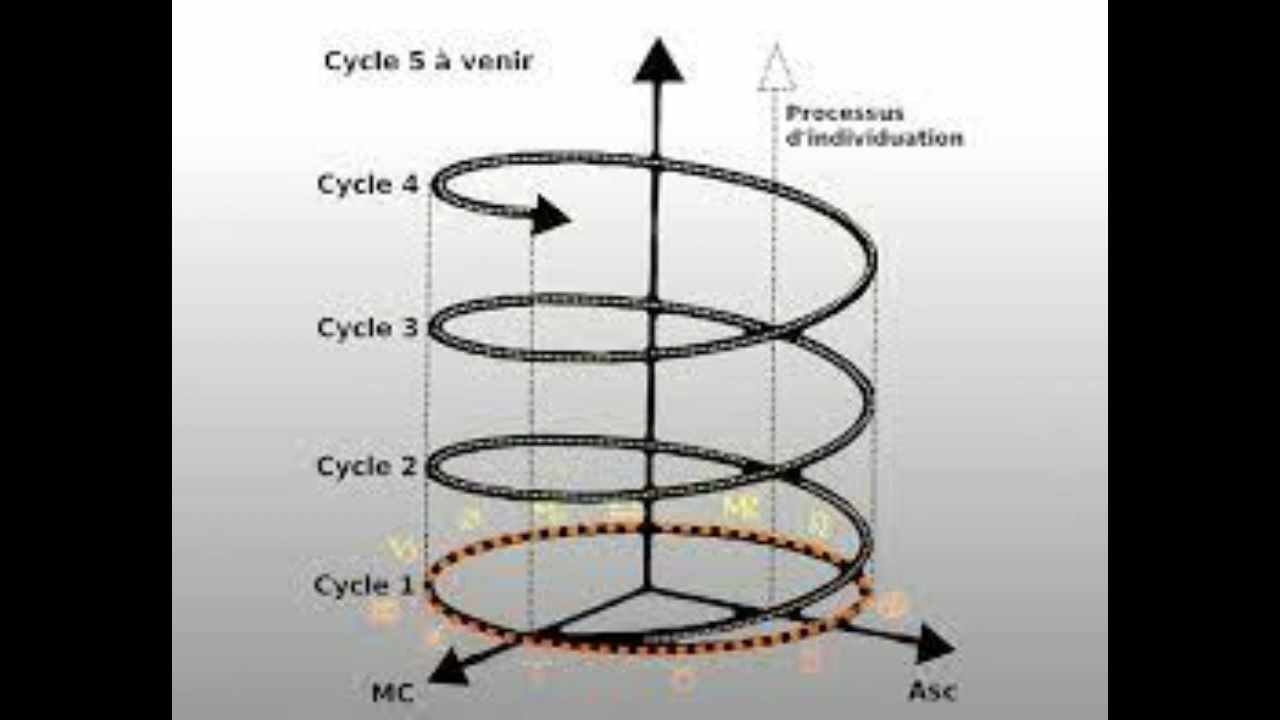 Cycle 5 à venir
Processus
d'individuation
Cycle 4
Cycle 3
Cycle 2
Cycle 1
MC
Asc